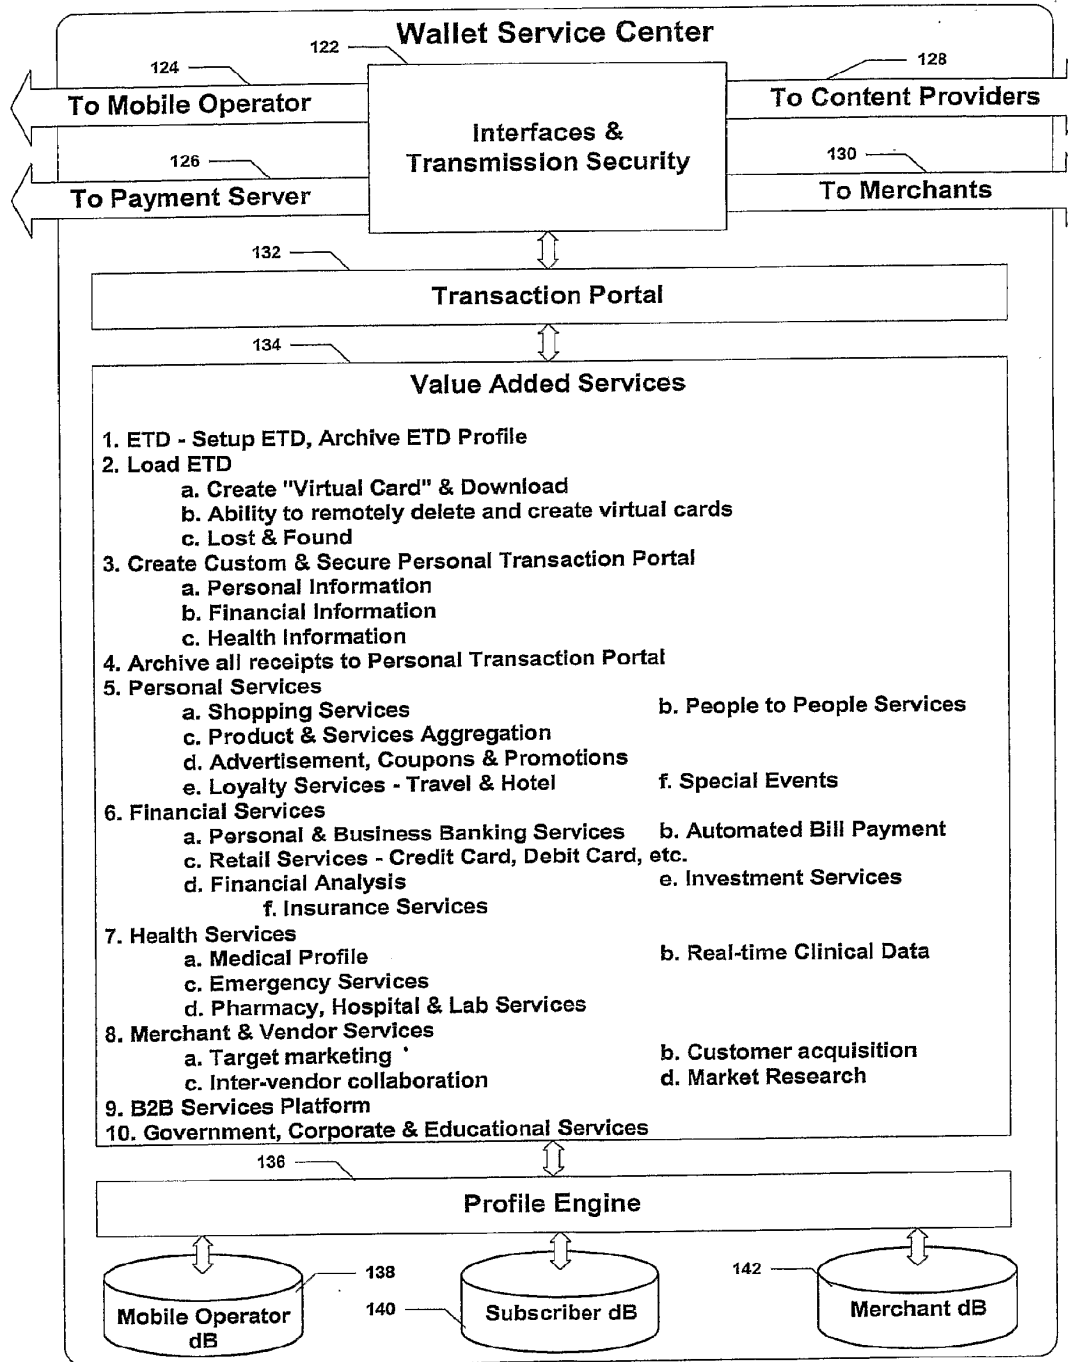 Wallet Service Center
122
124
128
To Mobile Operator
To Content Providers
Interfaces &
Transmission Security
126
130
To Payment Server
To Merchants
132
Transaction Portal
134
Value Added Services
1. ETD - Setup ETD, Archive ETD Profile
2. Load ETD
a. Create "Virtual Card" & Download
b. Ability to remotely delete and create virtual cards
c. Lost & Found
3. Create Custom & Secure Personal Transaction Portal
a. Personal Information
b. Financial Information
c. Health Information
4. Archive all receipts to Personal Transaction Portal
5. Personal Services
a. Shopping Services b. People to People Services
c. Product & Services Aggregation
d. Advertisement, Coupons & Promotions
e. Loyalty Services - Travel & Hotel f. Special Events
6. Financial Services
a. Personal & Business Banking Services b. Automated Bill Payment
c. Retail Services - Credit Card, Debit Card, etc.
d. Financial Analysis e. Investment Services
f. Insurance Services
7. Health Services
a. Medical Profile b. Real-time Clinical Data
c. Emergency Services
d. Pharmacy, Hospital & Lab Services
8. Merchant & Vendor Services
a. Target marketing b. Customer acquisition
c. Inter-vendor collaboration d. Market Research
9. B2B Services Platform
10. Government, Corporate & Educational Services
136
Profile Engine
138
142
140
Mobile Operator
dB
Subscriber dB
Merchant dB